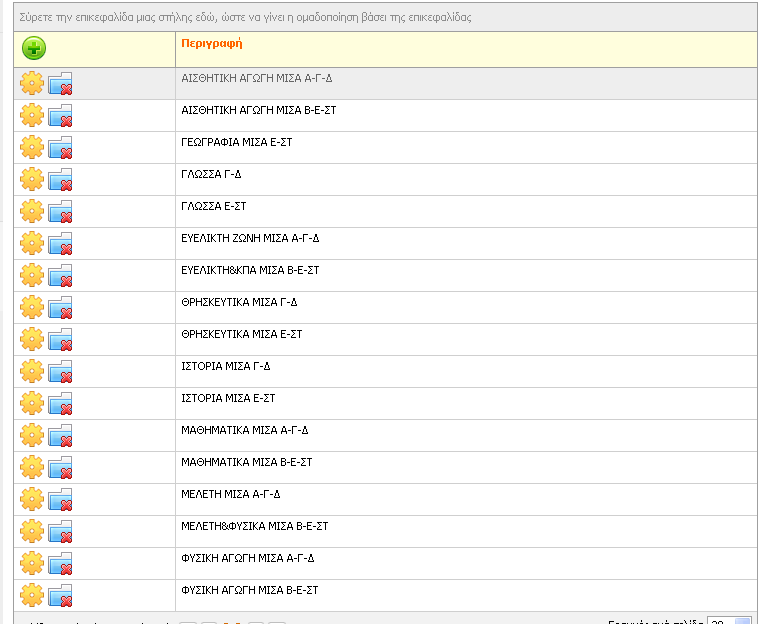 Σύρετε την επικεφαλίδα μιας στήλης εδώ, ώστε να γίνει η ομαδοποίηση βάσει της επικεφαλίδας
Περιγραφή
ΑΙΣΘΗΤΙΚΗ ΑΓΩΓΗ ΜΙΣΑ Α-Γ-Δ
ΑΙΣΘΗΤΙΚΗ ΑΓΩΓΗ ΜΙΣΑ Β-Ε-ΣΤ
ΓΕΩΓΡΑΦΙΑ ΜΙΣΑ Ε-ΣΤ
ΓΛΩΣΣΑ Γ-Δ
ΓΛΩΣΣΑ Ε-ΣΤ
ΕΥΕΛΙΚΤΗ ΖΩΝΗ ΜΙΣΑ Α-Γ-Δ
ΕΥΕΛΙΚΤΗ&ΚΠΑ ΜΙΣΑ Β-Ε-ΣΤ
ΘΡΗΣΚΕΥΤΙΚΑ ΜΙΣΑ Γ-Δ
ΘΡΗΣΚΕΥΤΙΚΑ ΜΙΣΑ Ε-ΣΤ
ΙΣΤΟΡΙΑ ΜΙΣΑ Γ-Δ
ΙΣΤΟΡΙΑ ΜΙΣΑ Ε-ΣΤ
ΜΑΘΗΜΑΤΙΚΑ ΜΙΣΑ Α-Γ-Δ
ΜΑΘΗΜΑΤΙΚΑ ΜΙΣΑ Β-Ε-ΣΤ
ΜΕΛΕΤΗ ΜΙΣΑ Α-Γ-Δ
ΜΕΛΕΤΗ&ΦΥΣΙΚΑ ΜΙΣΑ Β-Ε-ΣΤ
ΦΥΣΙΚΗ ΑΓΩΓΗ ΜΙΣΑ Α-Γ-Δ
ΦΥΣΙΚΗ ΑΓΩΓΗ ΜΙΣΑ Β-Ε-ΣΤ